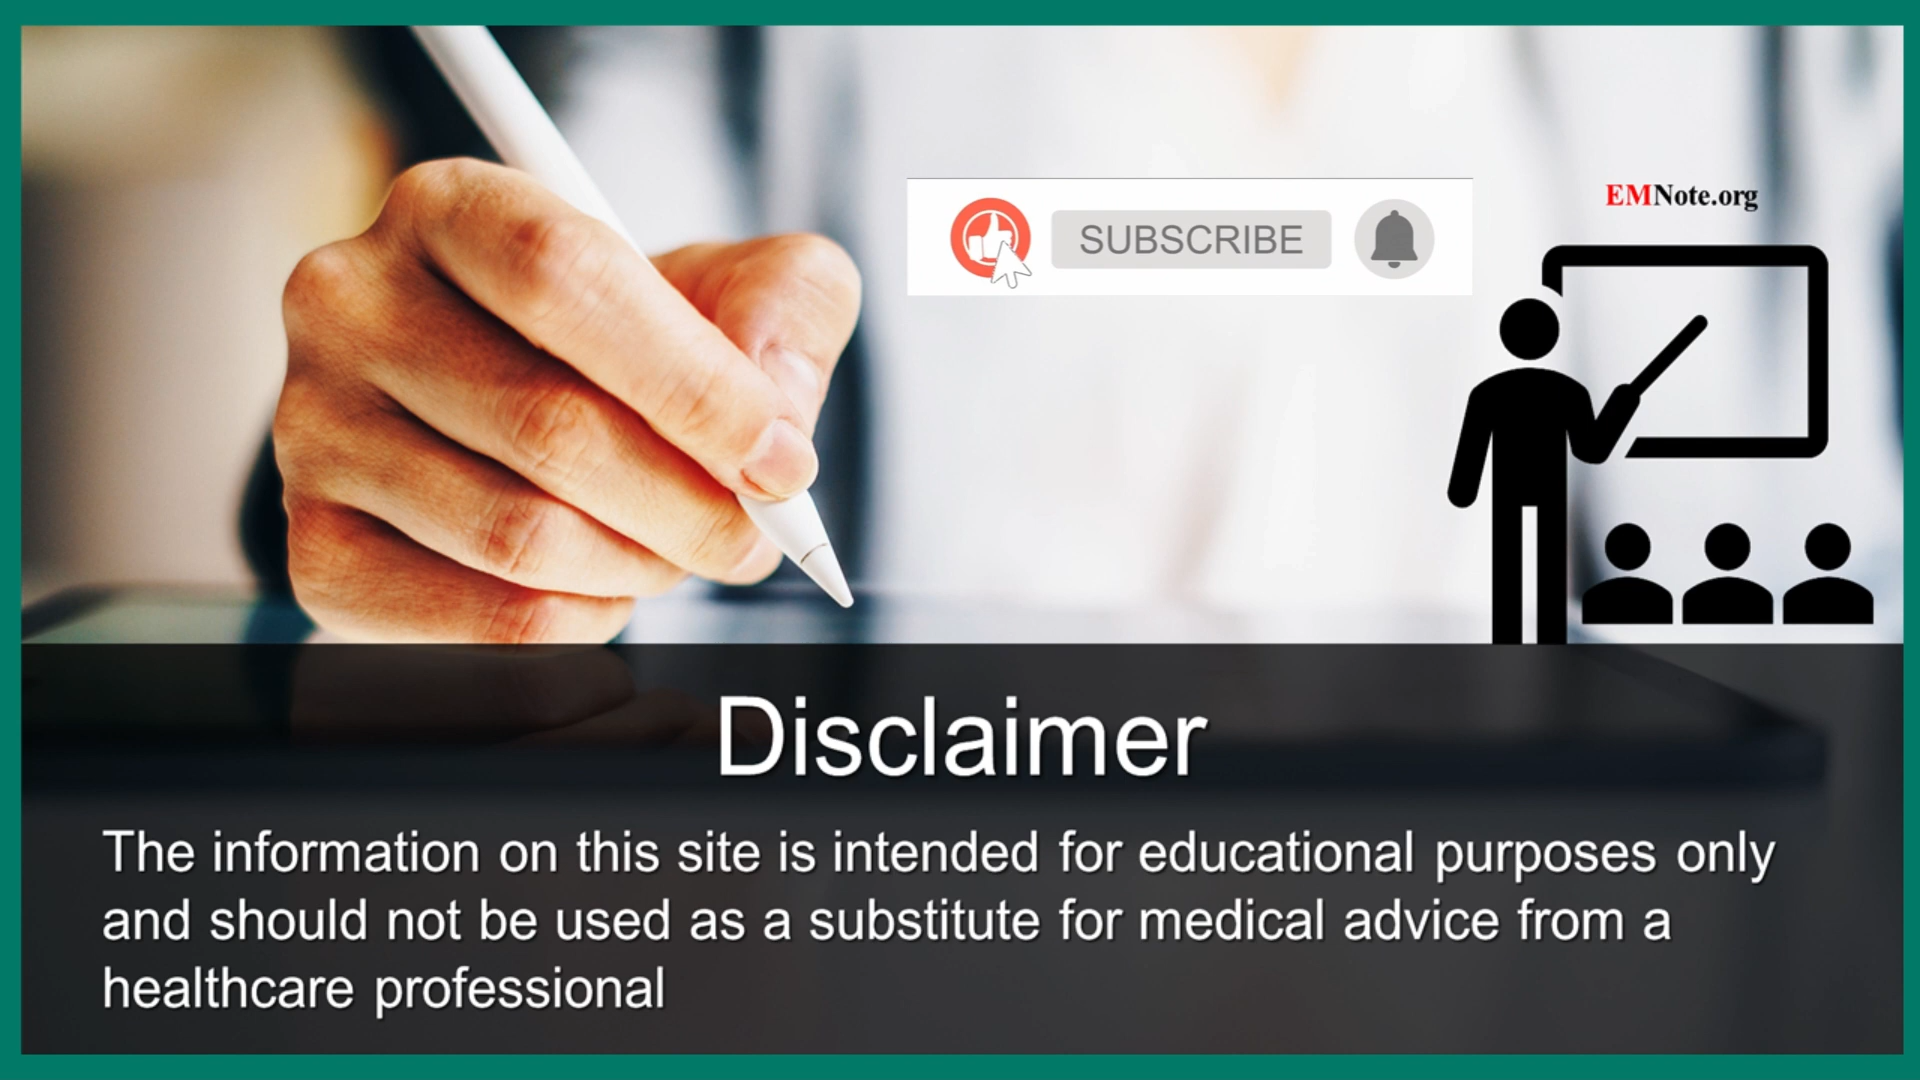 EMNote.org
SUBSCRIBE
Disclaimer
The information on this site is intended for educational purposes only
and should not be used as a substitute for medical advice from a
healthcare professional